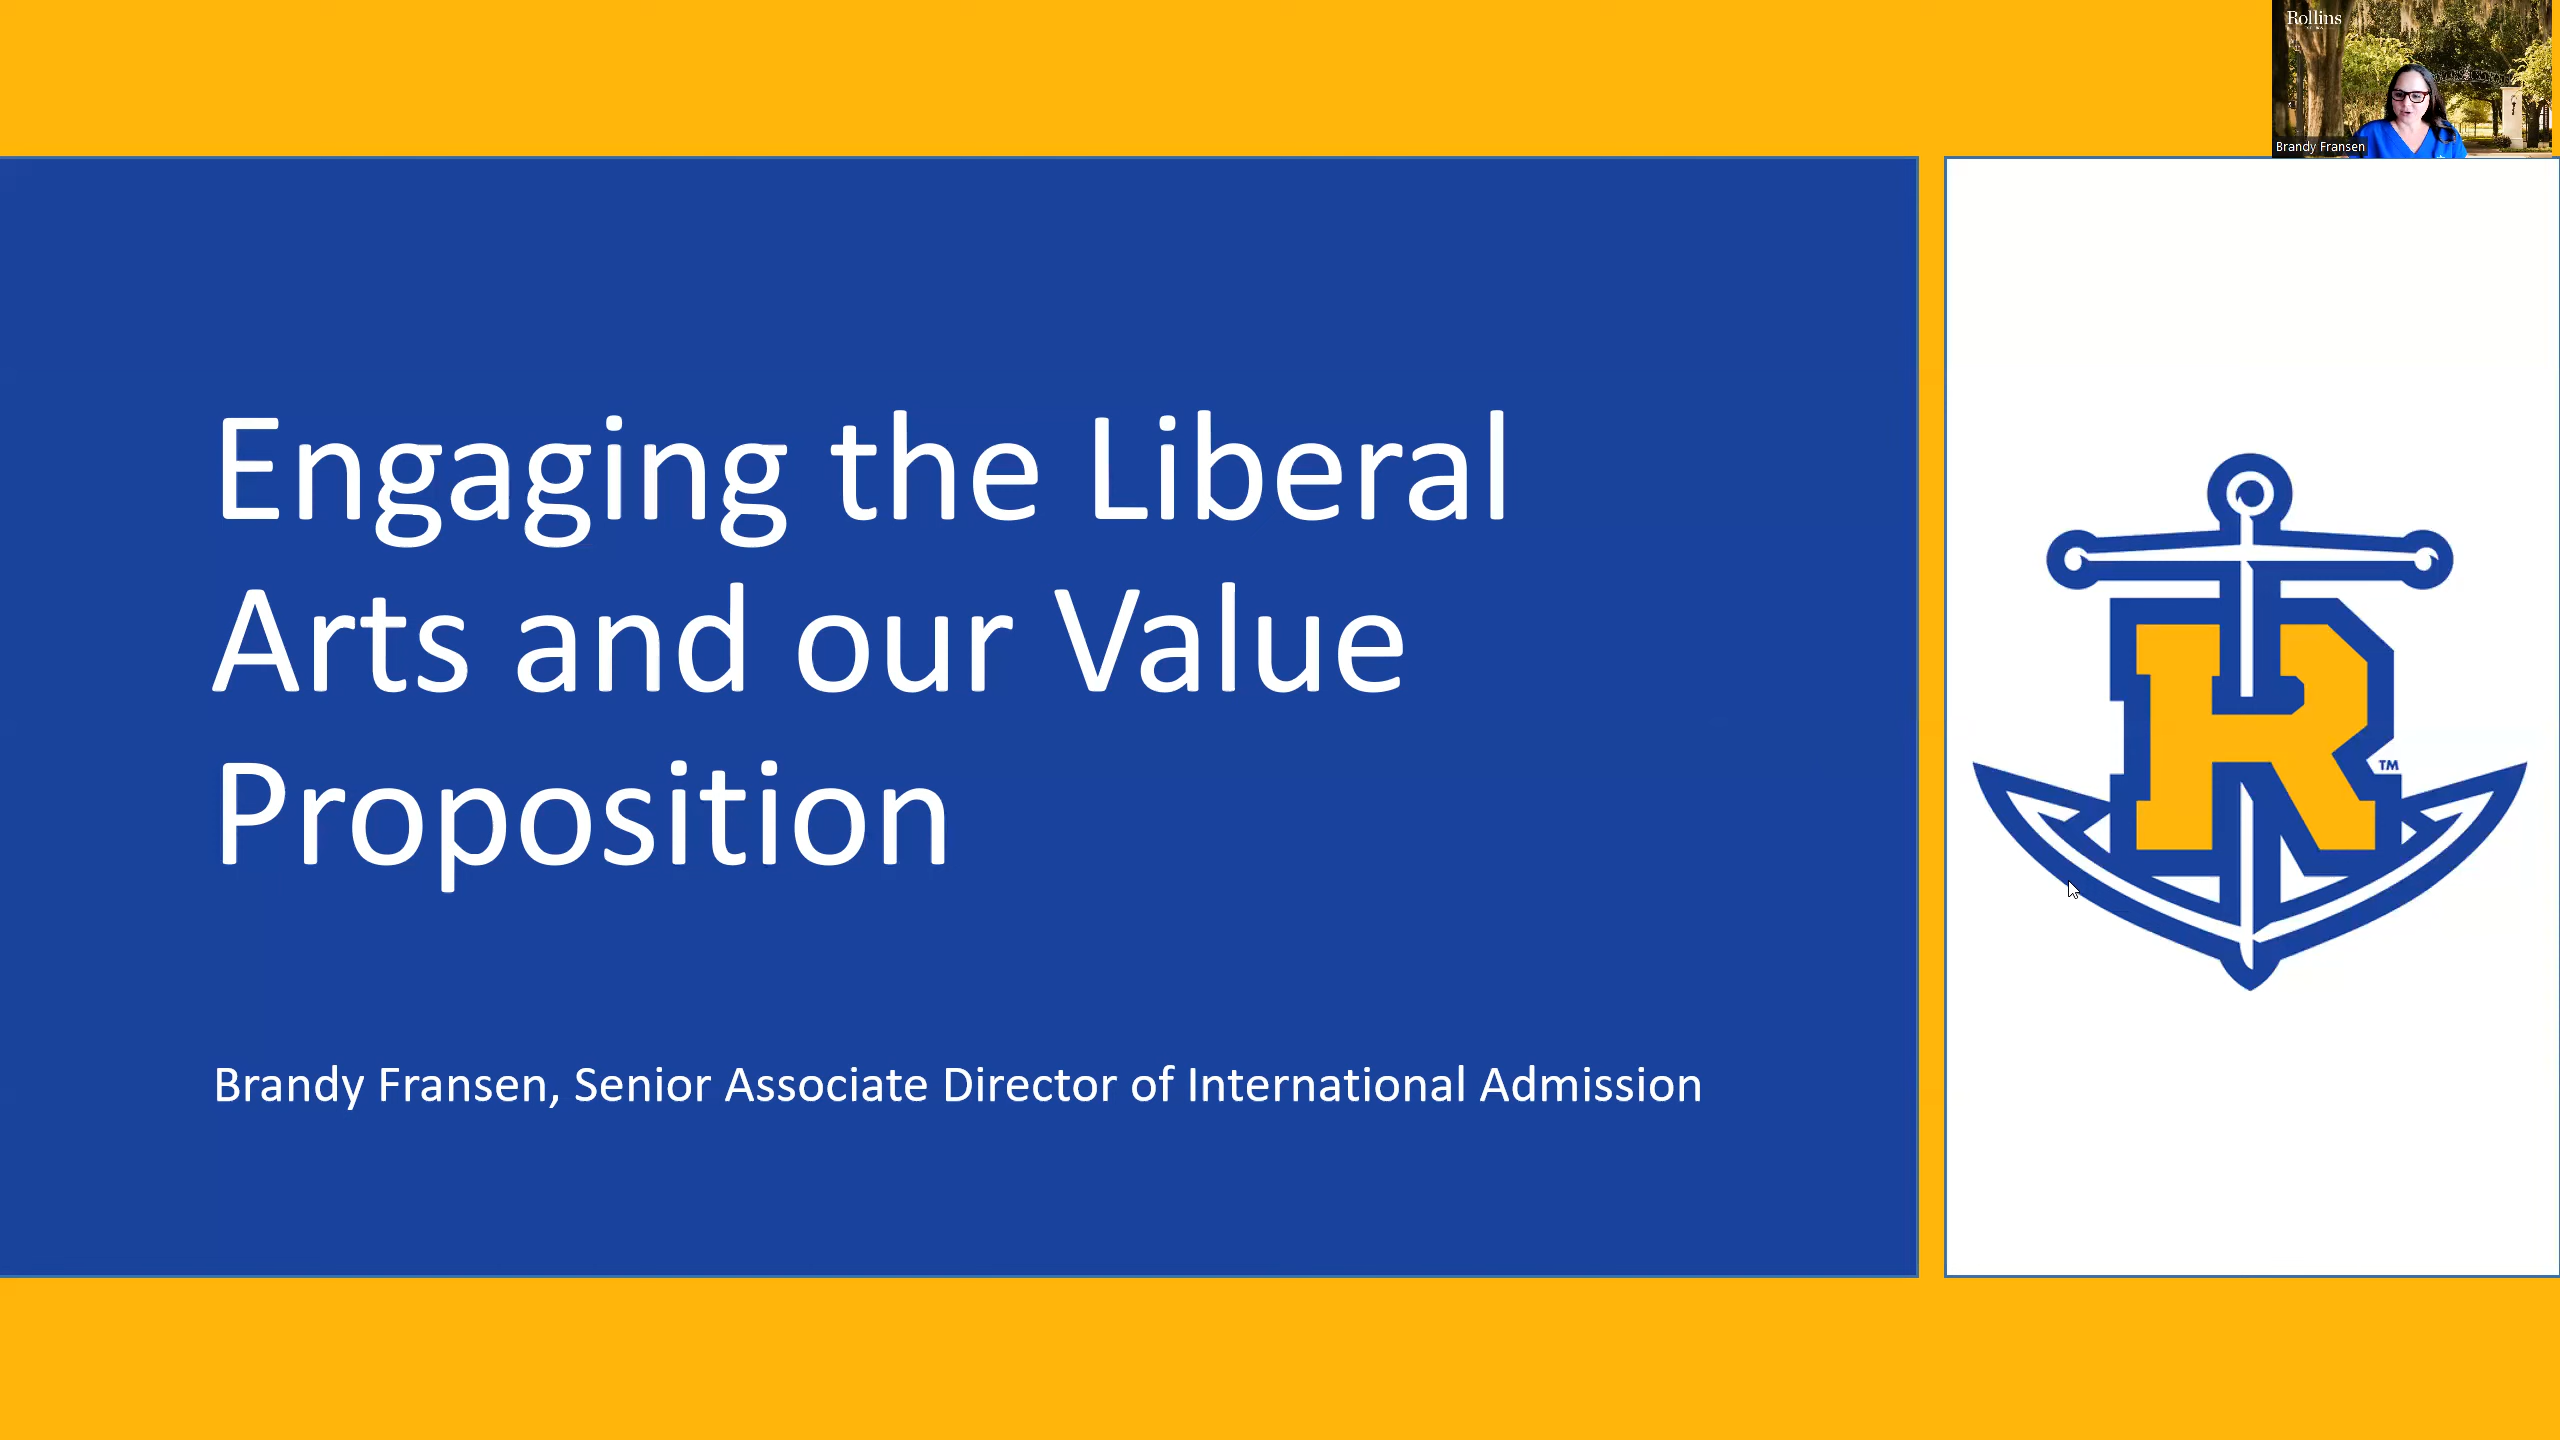 Rollins
Brandy Fransen
Engaging the Liberal
Arts and our Value
Proposition
R
TM
Brandy Fransen, Senior Associate Director of International Admission